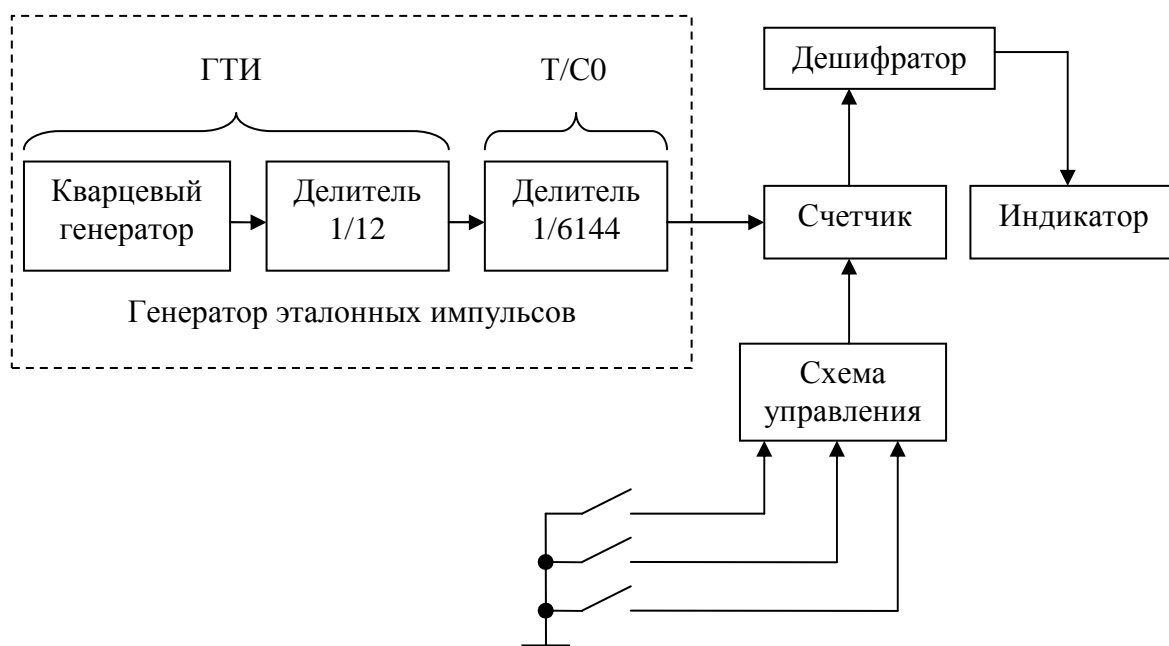 ГТИ
Т/С0
Дешифратор
Кварцевый
генератор
Делитель
1/12
Делитель
1/6144
Счетчик
Индикатор
Генератор эталонных импульсов
Схема
управления